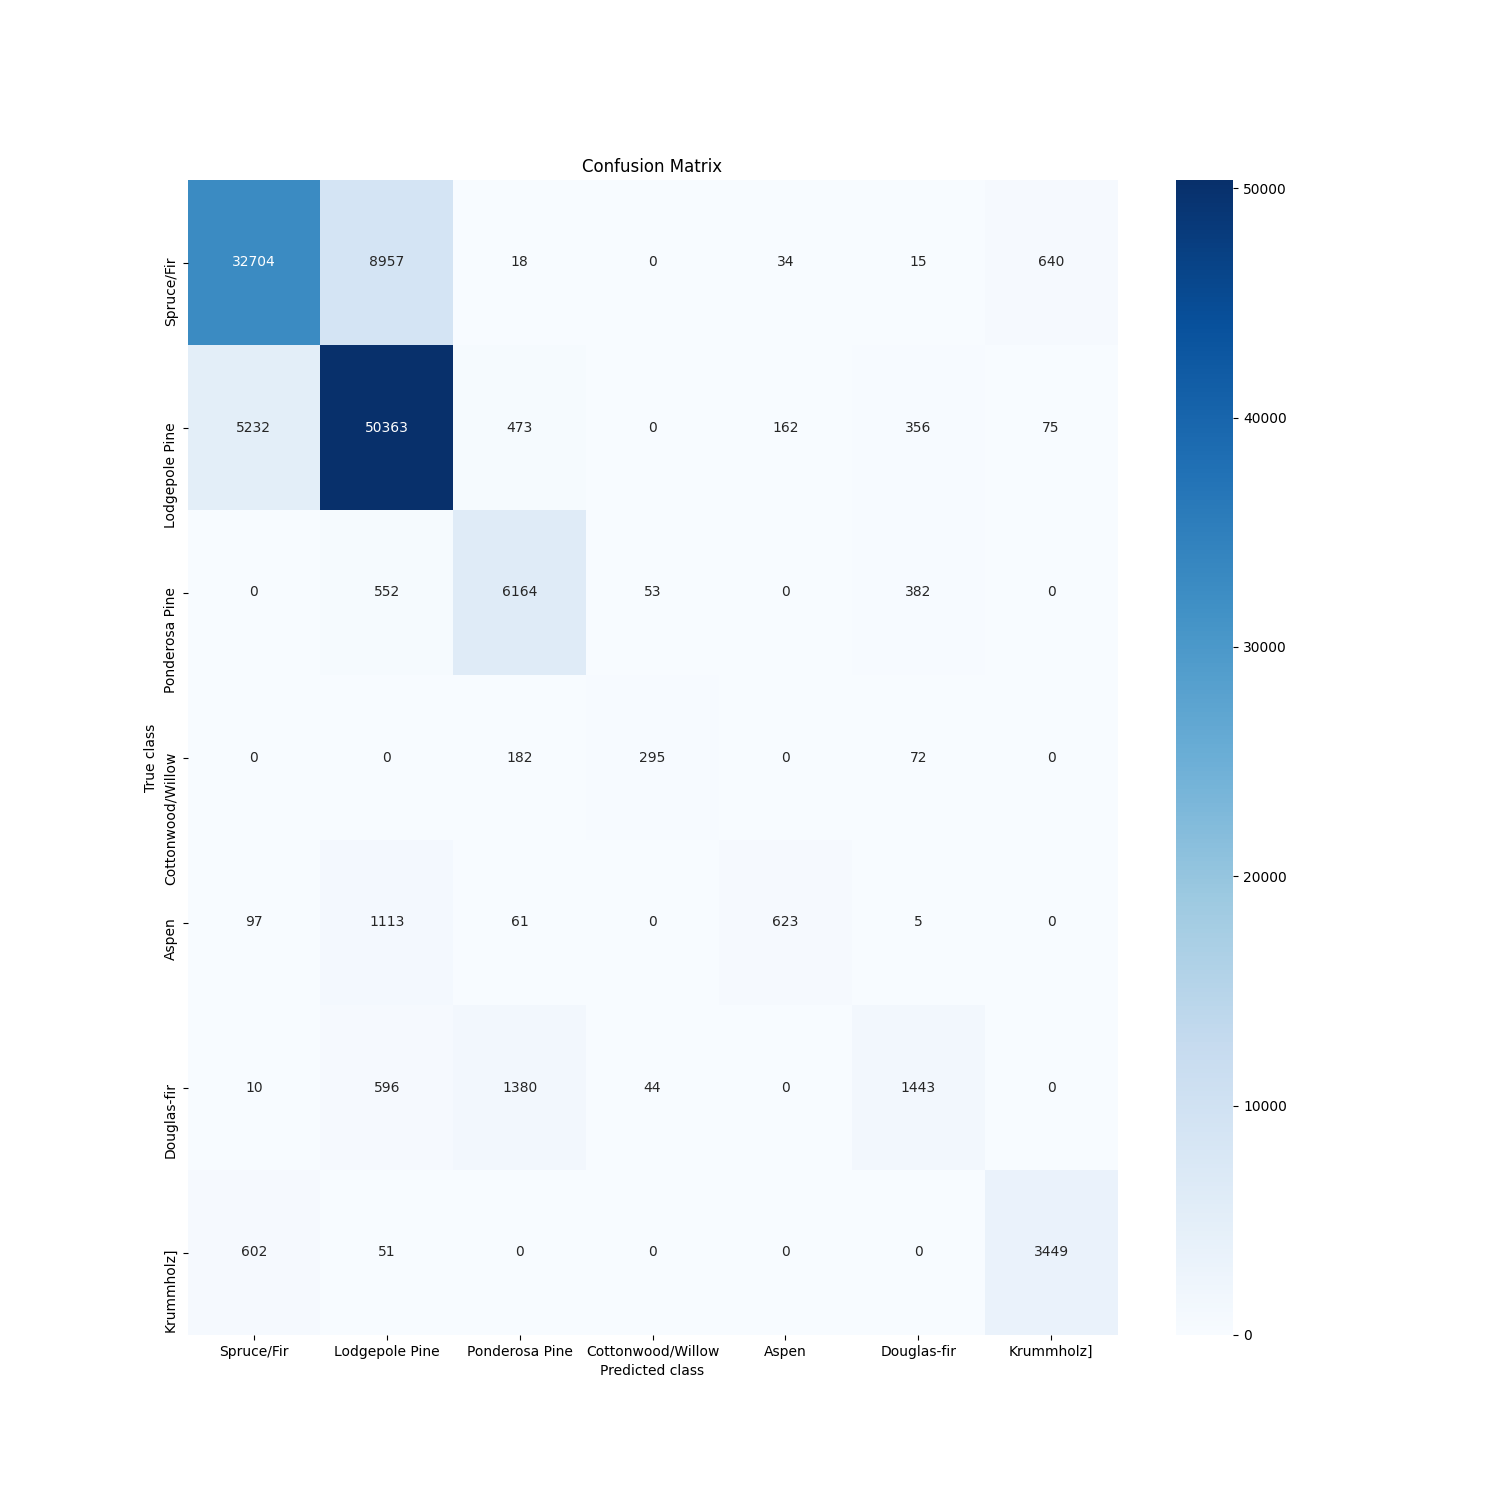 Confusion Matrix
Spruce/Fir 32704 8957 18 0 34 15 640
Lodgepole Pine 5232 50363 473 0 162 356 75
Ponderosa Pine 0 552 6164 53 0 382 0
Cottonwood/Willow 0 0 182 295 0 72 0
Aspen 97 1113 61 0 623 5 0
Douglas-fir 10 596 1380 44 0 1443 0
Krummholz] 602 51 0 0 0 0 3449
True class
Spruce/Fir Lodgepole Pine Ponderosa Pine Cottonwood/Willow Aspen Douglas-fir Krummholz]
Predicted class
50000
40000
30000
20000
10000
0